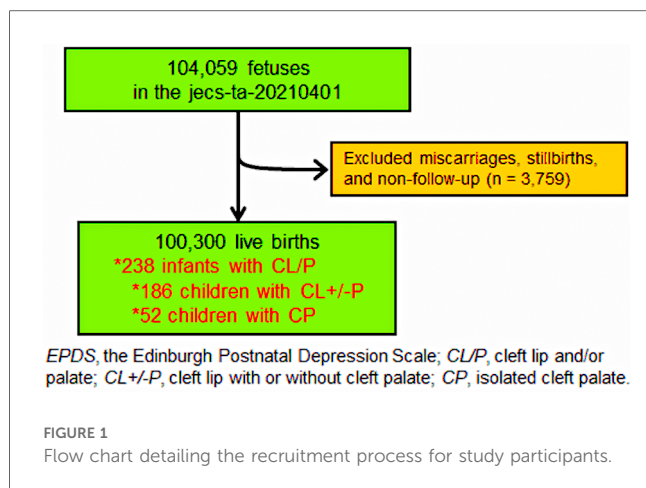 104,059 fetuses
in the jecs-ta-20210401
Excluded miscarriages, stillbirths,
and non-follow-up (n = 3,759)
100,300 live births
*238 infants with CL/P
*186 children with CL+/-P
*52 children with CP
EPDS, the Edinburgh Postnatal Depression Scale; CL/P, cleft lip and/or
palate; CL+/-P, cleft lip with or without cleft palate; CP, isolated cleft palate.
FIGURE 1
Flow chart detailing the recruitment process for study participants.